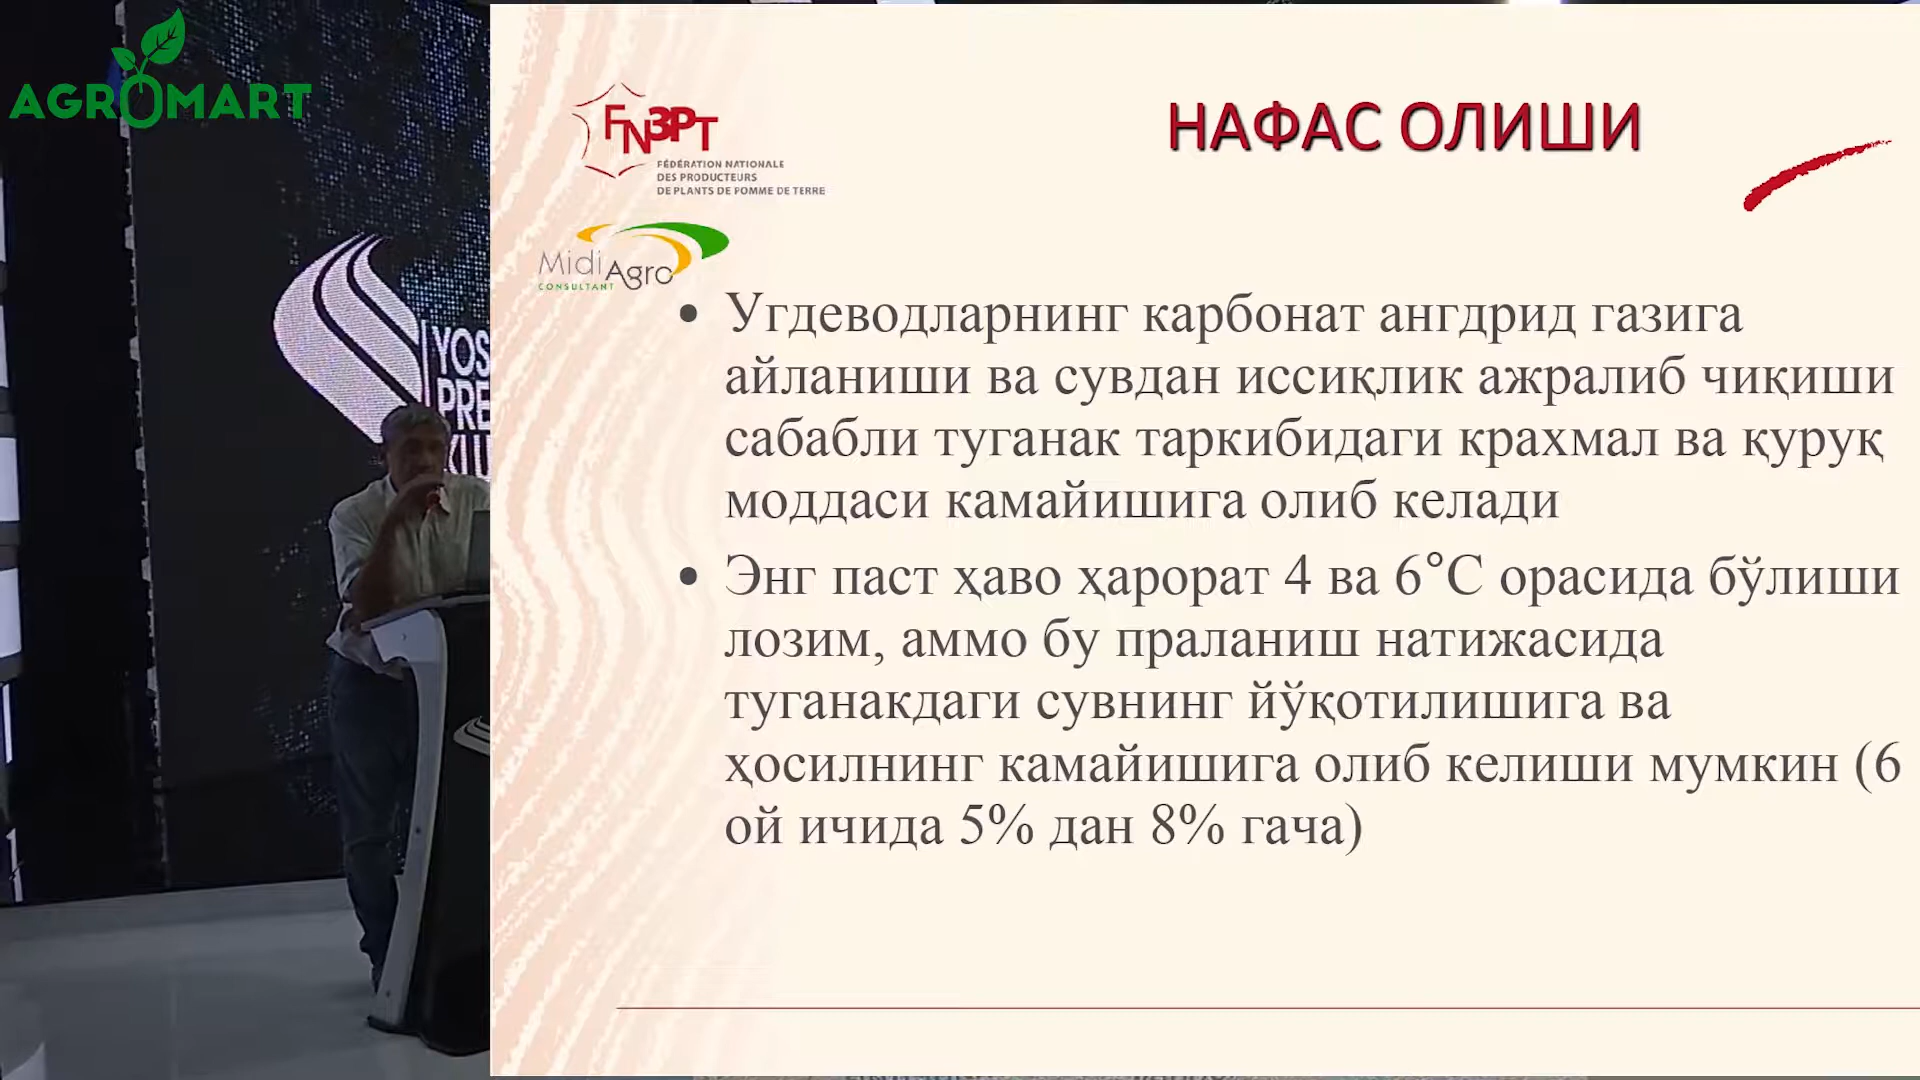 AGROMART
YOS
PRE
KLU
FN3PT
FÉDÉRATION NATIONALE
DES PRODUCTEURS
DE PLANTS DE POMME DE TERRE
MidiAgro
CONSULTANT
НАФАС ОЛИШИ
• Угдеводларнинг карбонат ангдрид газига
айланиши ва сувдан иссиқлик ажралиб чиқиши
сабабли туганак таркибидаги крахмал ва қуруқ
моддаси камайишига олиб келади
• Энг паст ҳаво ҳарорат 4 ва 6°C орасида бўлиши
лозим, аммо бу праланиш натижасида
туганакдаги сувнинг йўқотилишига ва
ҳосилнинг камайишига олиб келиши мумкин (6
ой ичида 5% дан 8% гача)